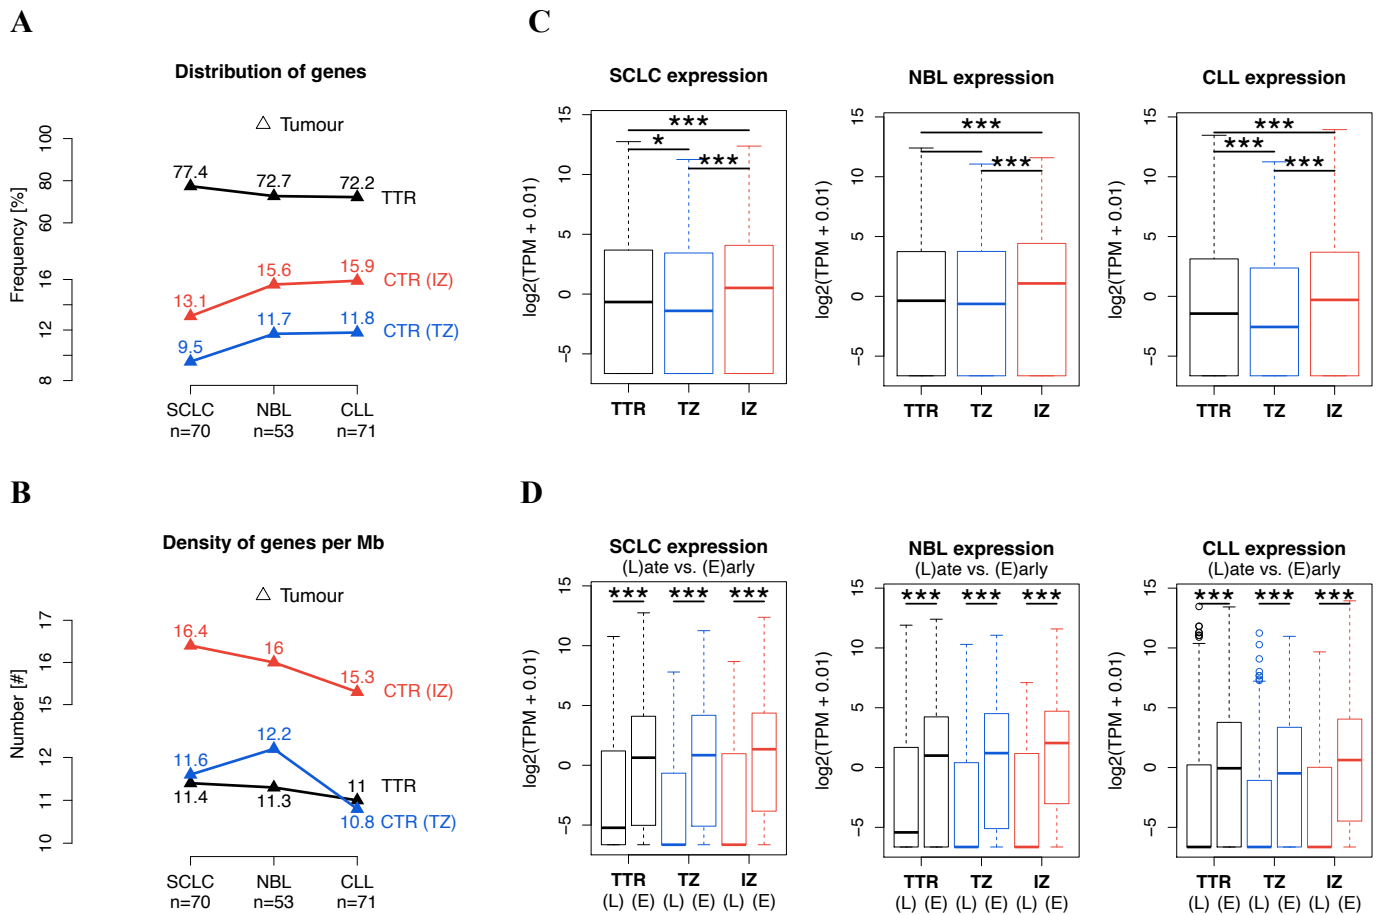 A
Distribution of genes
△ Tumour
Frequency [%]
100
80
60
16
12
8
77.4
72.7
72.2
TTR
13.1
15.6
15.9
CTR (IZ)
9.5
11.7
11.8
CTR (TZ)
SCLC
n=70
NBL
n=53
CLL
n=71
B
Density of genes per Mb
△ Tumour
Number [#]
17
16
15
12
11
10
16.4
16
15.3
CTR (IZ)
11.6
12.2
10.8
CTR (TZ)
11.4
11.3
11
TTR
SCLC
n=70
NBL
n=53
CLL
n=71
C
SCLC expression
log2(TPM + 0.01)
15
10
5
0
−5
***
*
***
TTR TZ IZ
NBL expression
log2(TPM + 0.01)
15
10
5
0
−5
***
***
TTR TZ IZ
CLL expression
log2(TPM + 0.01)
15
10
5
0
−5
***
***
***
TTR TZ IZ
D
SCLC expression
(L)ate vs. (E)arly
log2(TPM + 0.01)
15
10
5
0
−5
*** *** ***
TTR TZ IZ
(L) (E) (L) (E) (L) (E)
NBL expression
(L)ate vs. (E)arly
log2(TPM + 0.01)
15
10
5
0
−5
*** *** ***
TTR TZ IZ
(L) (E) (L) (E) (L) (E)
CLL expression
(L)ate vs. (E)arly
log2(TPM + 0.01)
15
10
5
0
−5
*** *** ***
TTR TZ IZ
(L) (E) (L) (E) (L) (E)